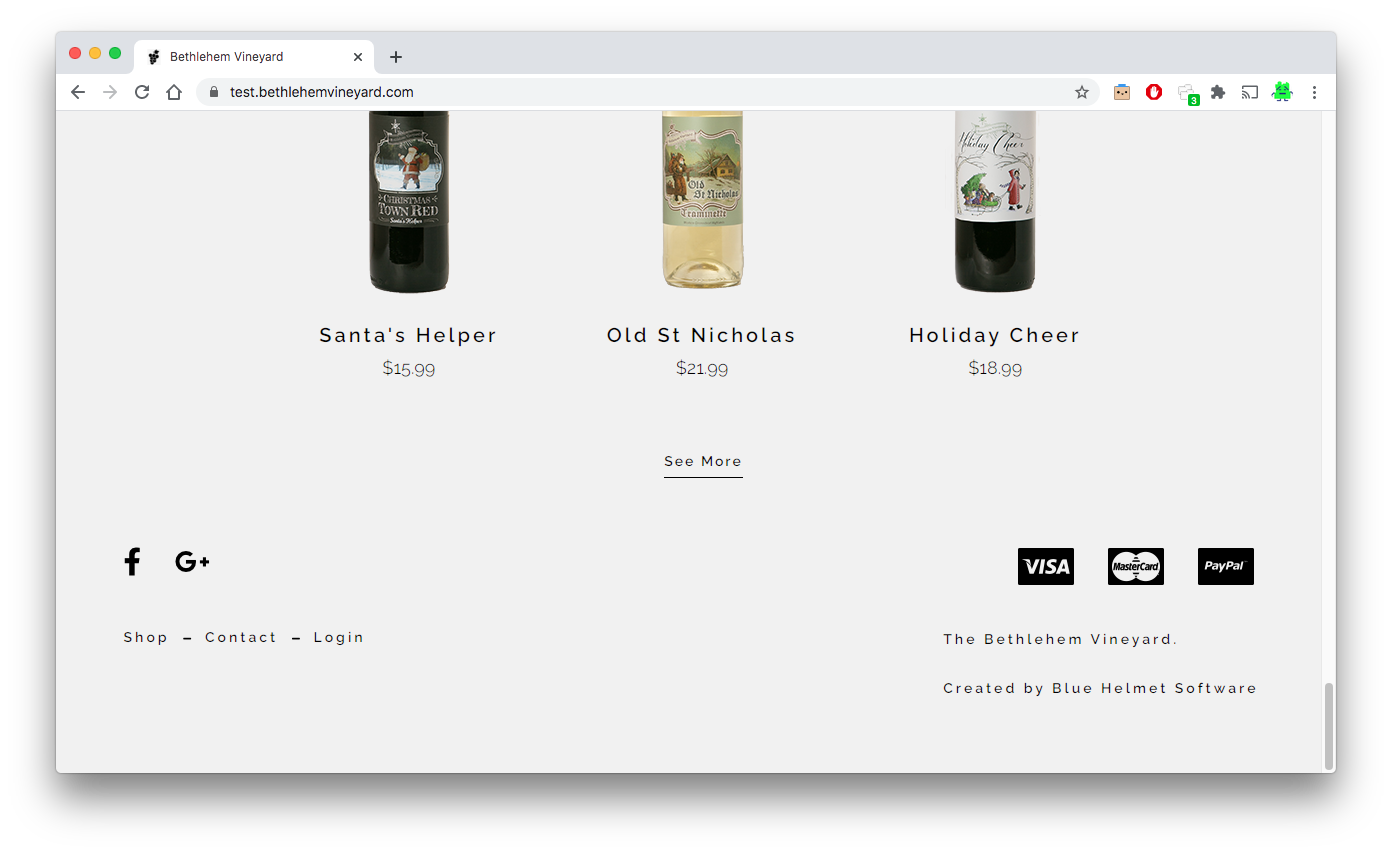 Bethlehem Vineyard
test.bethlehemvineyard.com
3
CHRISTMAS
TOWN RED
Santa's Helper
Old
St Nicholas
Traminette
Holiday Cheer
Santa's Helper
Old St Nicholas
Holiday Cheer
$15.99
$21.99
$18.99
See More
VISA
MasterCard
PayPal
Shop – Contact – Login
The Bethlehem Vineyard.
Created by Blue Helmet Software